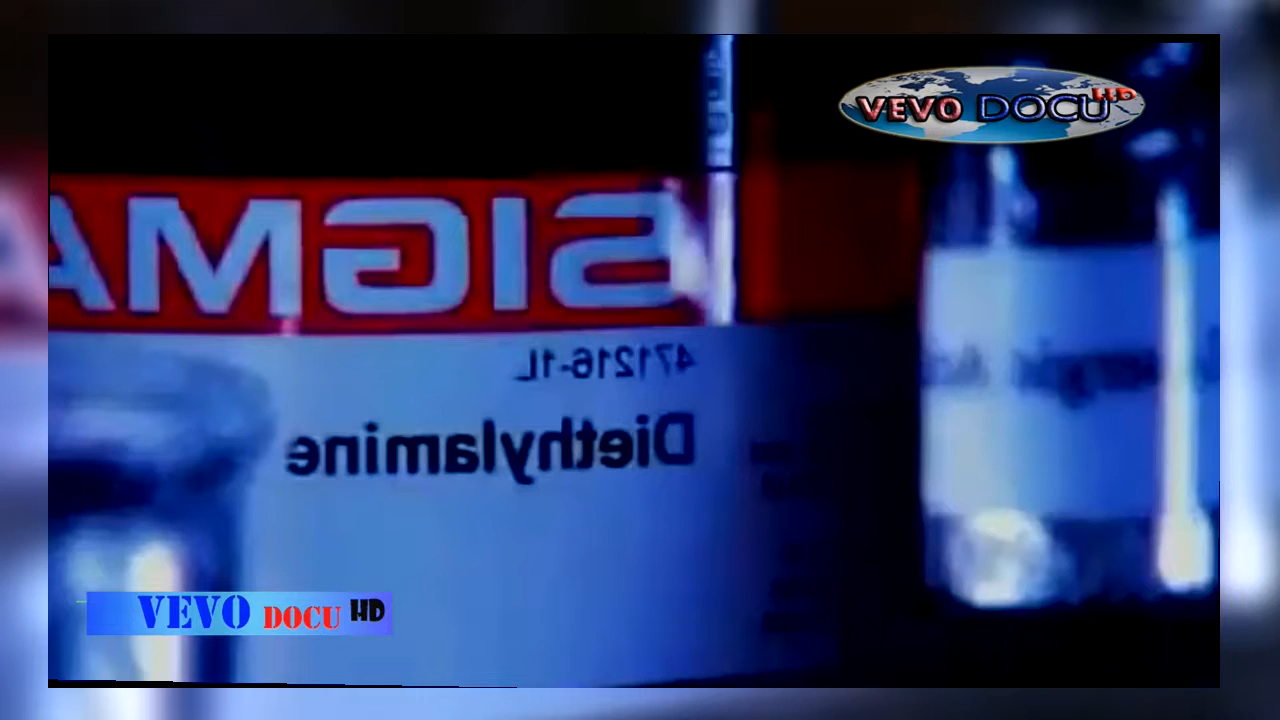 VEVO DOCU HD
SIGMA
471216-1L
Diethylamine
VEVO DOCU HD